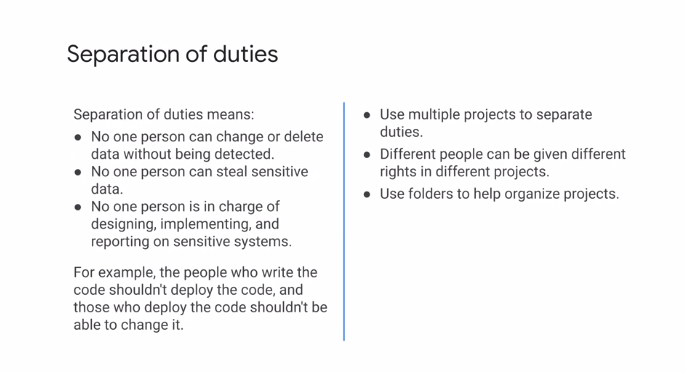 Separation of duties
Separation of duties means:
● No one person can change or delete
data without being detected.
● No one person can steal sensitive
data.
● No one person is in charge of
designing, implementing, and
reporting on sensitive systems.
For example, the people who write the
code shouldn't deploy the code, and
those who deploy the code shouldn't be
able to change it.
● Use multiple projects to separate
duties.
● Different people can be given different
rights in different projects.
● Use folders to help organize projects.